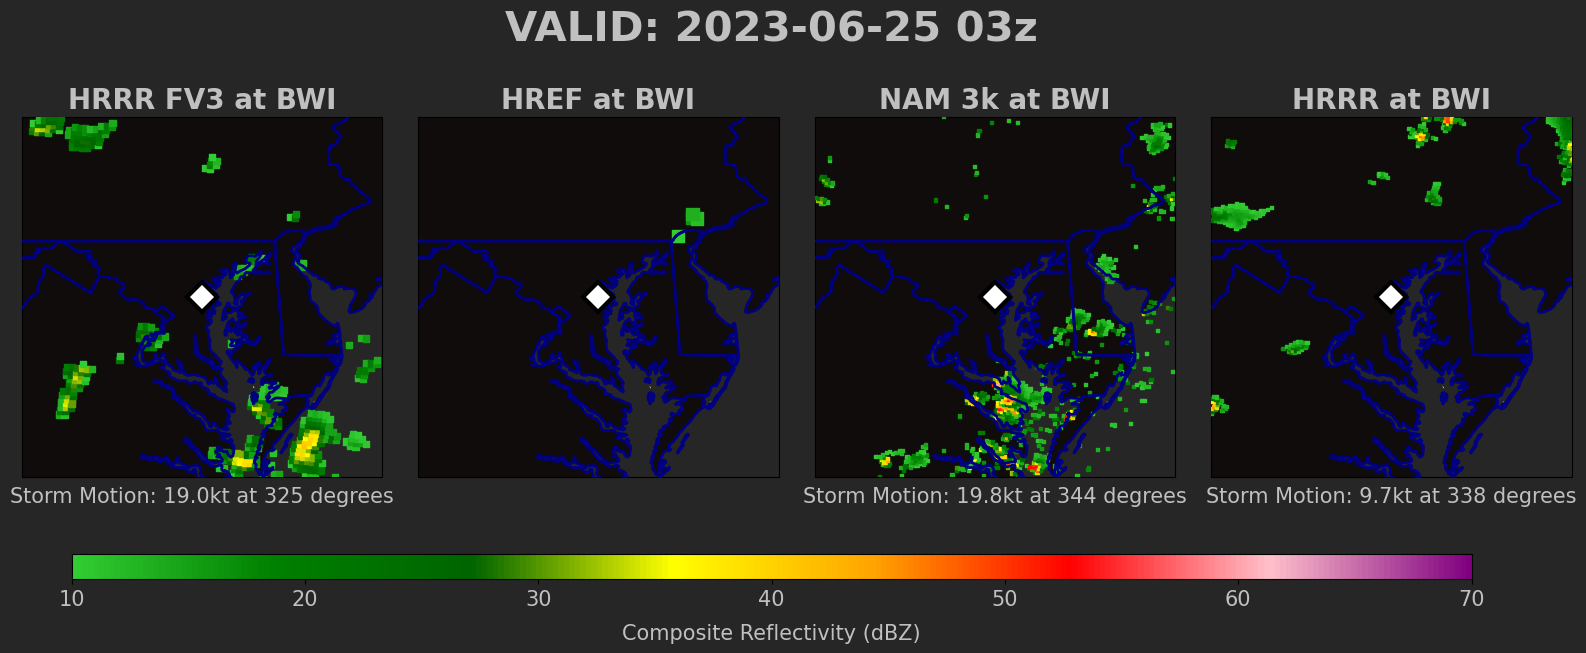 VALID: 2023-06-25 03z
HRRR FV3 at BWI
HREF at BWI
NAM 3k at BWI
HRRR at BWI
Storm Motion: 19.0kt at 325 degrees
Storm Motion: 19.8kt at 344 degrees
Storm Motion: 9.7kt at 338 degrees
10 20 30 40 50 60 70
Composite Reflectivity (dBZ)